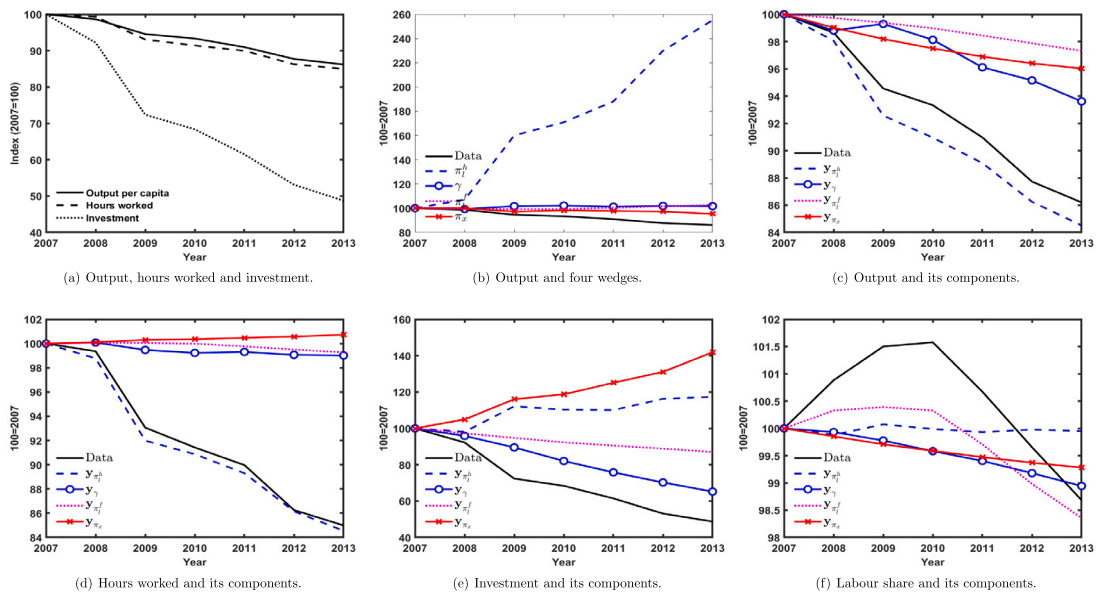 100
90
80
70
60
50
40
Index (2007=100)
Output per capita
Hours worked
Investment
2007 2008 2009 2010 2011 2012 2013
Year
(a) Output, hours worked and investment.
260
240
220
200
180
160
140
120
100
80
100=2007
Data
π_l^h
γ
π_l^f
π_x
2007 2008 2009 2010 2011 2012 2013
Year
(b) Output and four wedges.
100
98
96
94
92
90
88
86
84
100=2007
Data
y_{π_l^h}
y_γ
y_{π_l^f}
y_{π_x}
2007 2008 2009 2010 2011 2012 2013
Year
(c) Output and its components.
102
100
98
96
94
92
90
88
86
84
100=2007
Data
y_{π_l^h}
y_γ
y_{π_l^f}
y_{π_x}
2007 2008 2009 2010 2011 2012 2013
Year
(d) Hours worked and its components.
160
140
120
100
80
60
40
100=2007
Data
y_{π_l^h}
y_γ
y_{π_l^f}
y_{π_x}
2007 2008 2009 2010 2011 2012 2013
Year
(e) Investment and its components.
102
101.5
101
100.5
100
99.5
99
98.5
98
100=2007
Data
y_{π_l^h}
y_γ
y_{π_l^f}
y_{π_x}
2007 2008 2009 2010 2011 2012 2013
Year
(f) Labour share and its components.